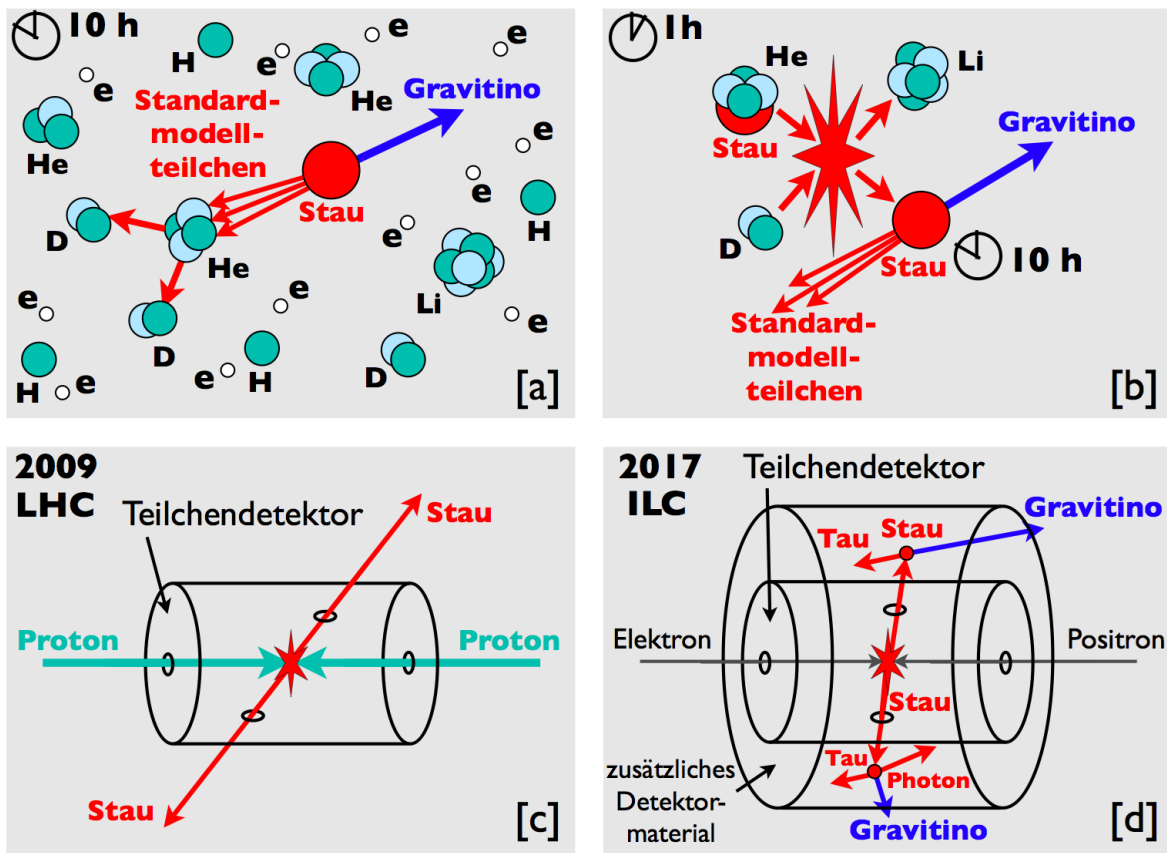 10 h
H
e
e
He
e
e
Gravitino
Standard-
modell-
teilchen
He
Stau
e
e
H
D
He
e
Li
e
e
D
e
H
e
H
e
D
[a]
1h
He
Li
Gravitino
Stau
D
Stau
10 h
Standard-
modell-
teilchen
[b]
2009
LHC
Teilchendetektor
Stau
Proton
Proton
Stau
[c]
2017
ILC
Teilchendetektor
Gravitino
Tau
Stau
Elektron
Positron
Stau
Tau
Photon
zusätzliches
Detektor-
material
Gravitino
[d]